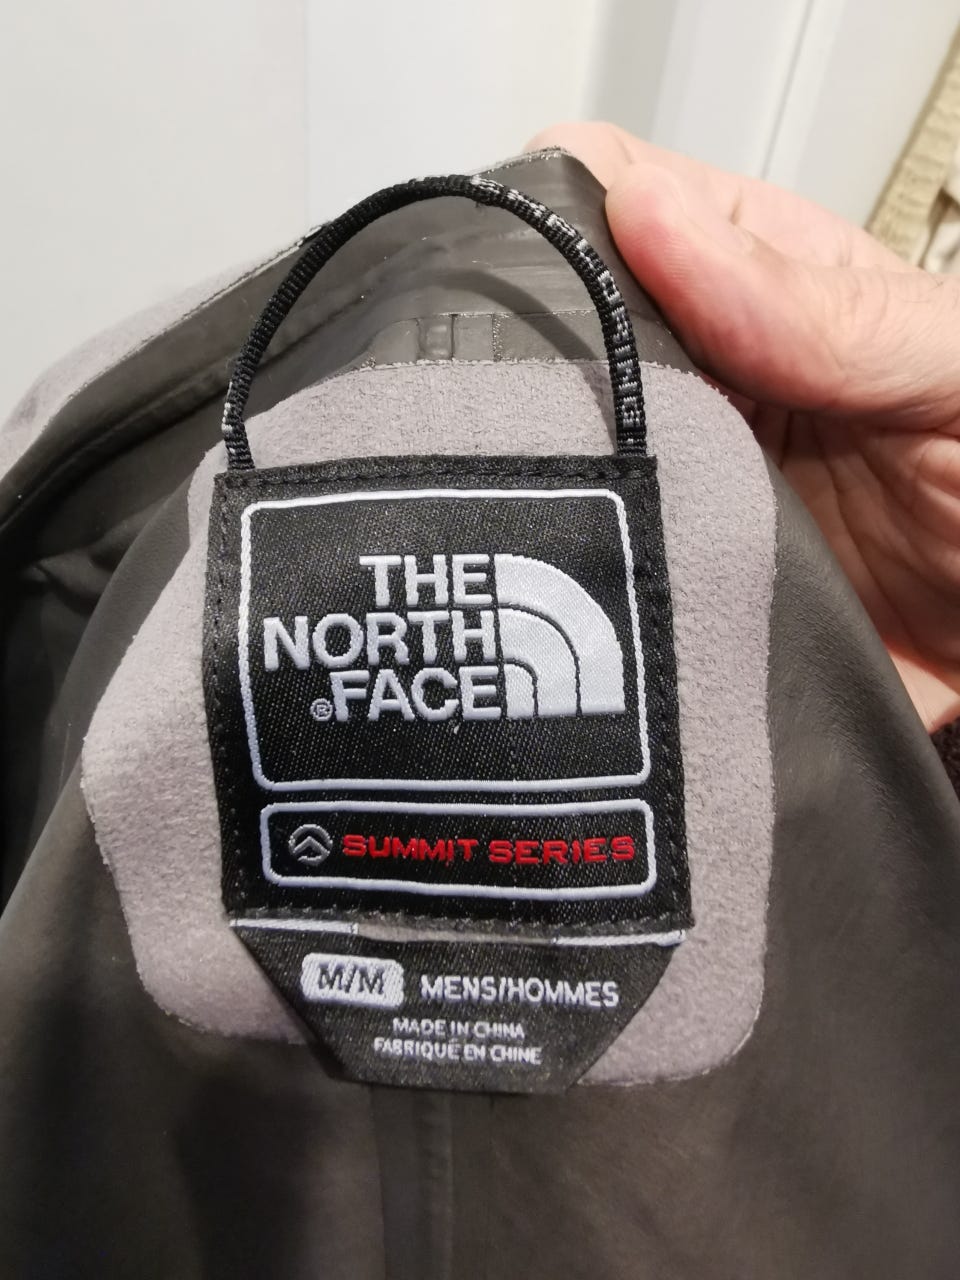 THE
NORTH
®FACE
SUMMIT SERIES
M/M MENS/HOMMES
MADE IN CHINA
FABRIQUÉ EN CHINE